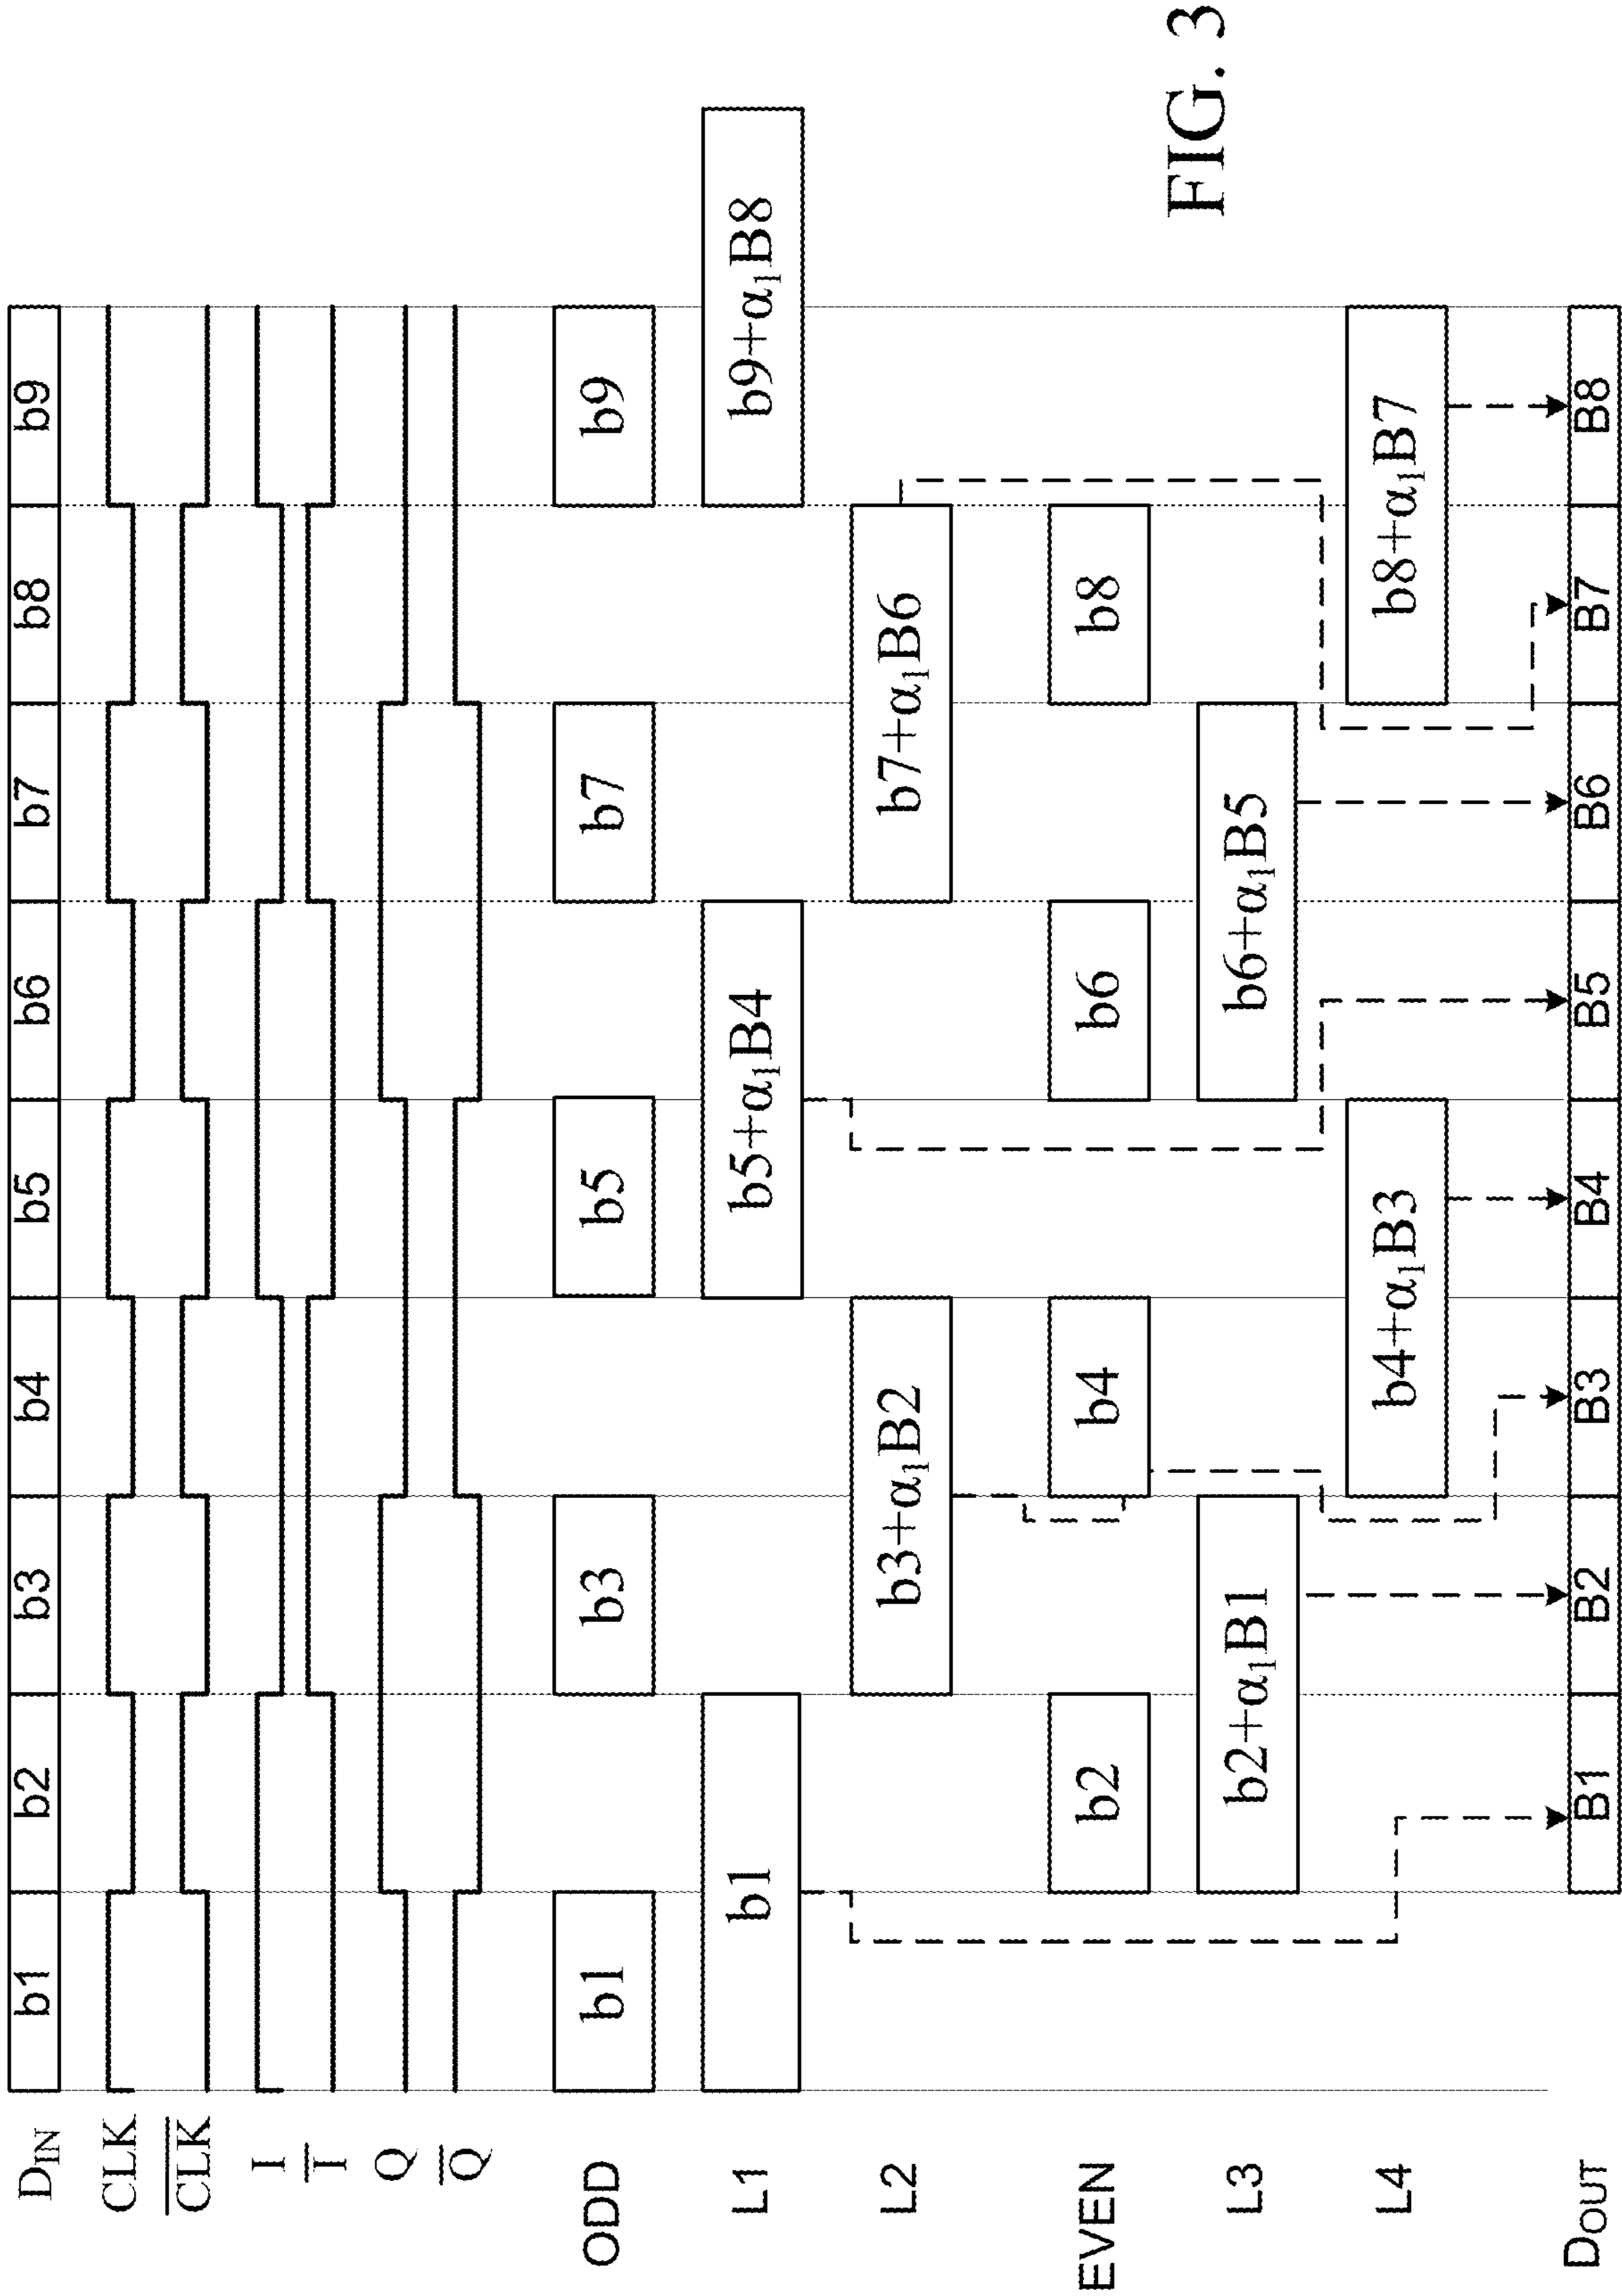 D_IN b1 b2 b3 b4 b5 b6 b7 b8 b9
CLK
C̅L̅K̅
I
I̅
Q
Q̅
ODD b1 b3 b5 b7 b9
L1 b1 b5+α₁B4 b9+α₁B8
L2 b3+α₁B2 b7+α₁B6
EVEN b2 b4 b6 b8
L3 b2+α₁B1 b6+α₁B5
L4 b4+α₁B3 b8+α₁B7
D_OUT B1 B2 B3 B4 B5 B6 B7 B8
FIG. 3